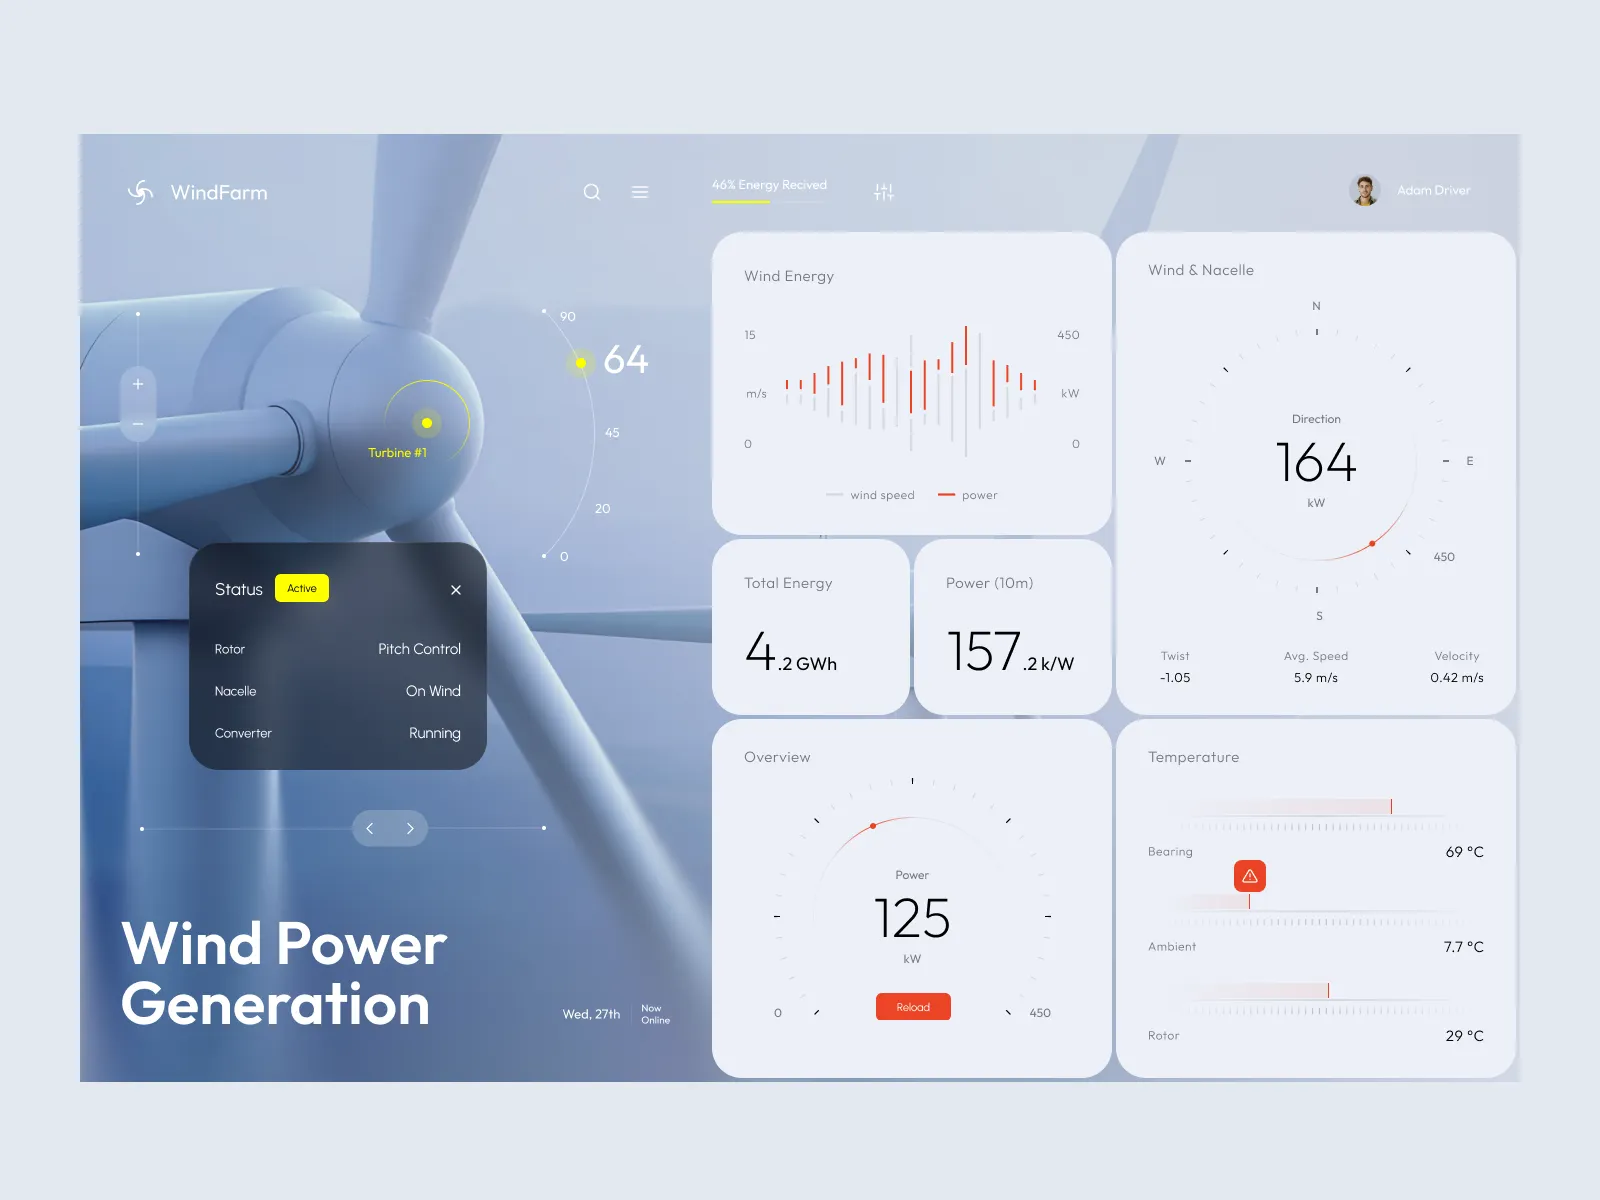 WindFarm
46% Energy Recived
Adam Driver
90
64
45
20
0
Turbine #1
Status
Active
Rotor
Pitch Control
Nacelle
On Wind
Converter
Running
Wind Power
Generation
Wed, 27th
Now
Online
Wind Energy
15
450
m/s
kW
0
0
wind speed
power
Wind & Nacelle
N
Direction
W
164
E
kW
450
S
Twist
Avg. Speed
Velocity
-1.05
5.9 m/s
0.42 m/s
Total Energy
4.2 GWh
Power (10m)
157.2 k/W
Overview
Power
125
kW
Reload
0
450
Temperature
Bearing
69 °C
Ambient
7.7 °C
Rotor
29 °C